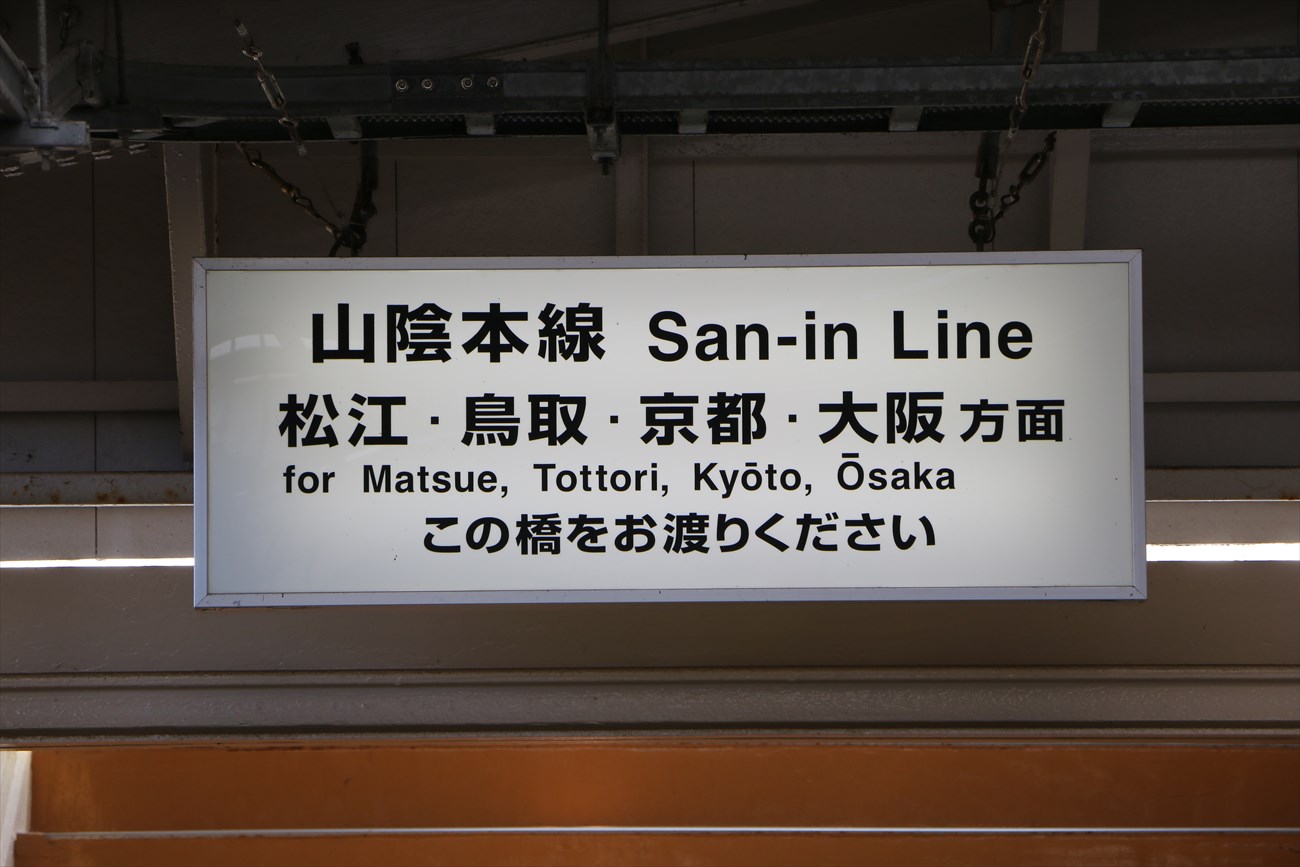 山陰本線 San-in Line
松江・鳥取・京都・大阪方面
for Matsue, Tottori, Kyōto, Ōsaka
この橋をお渡りください